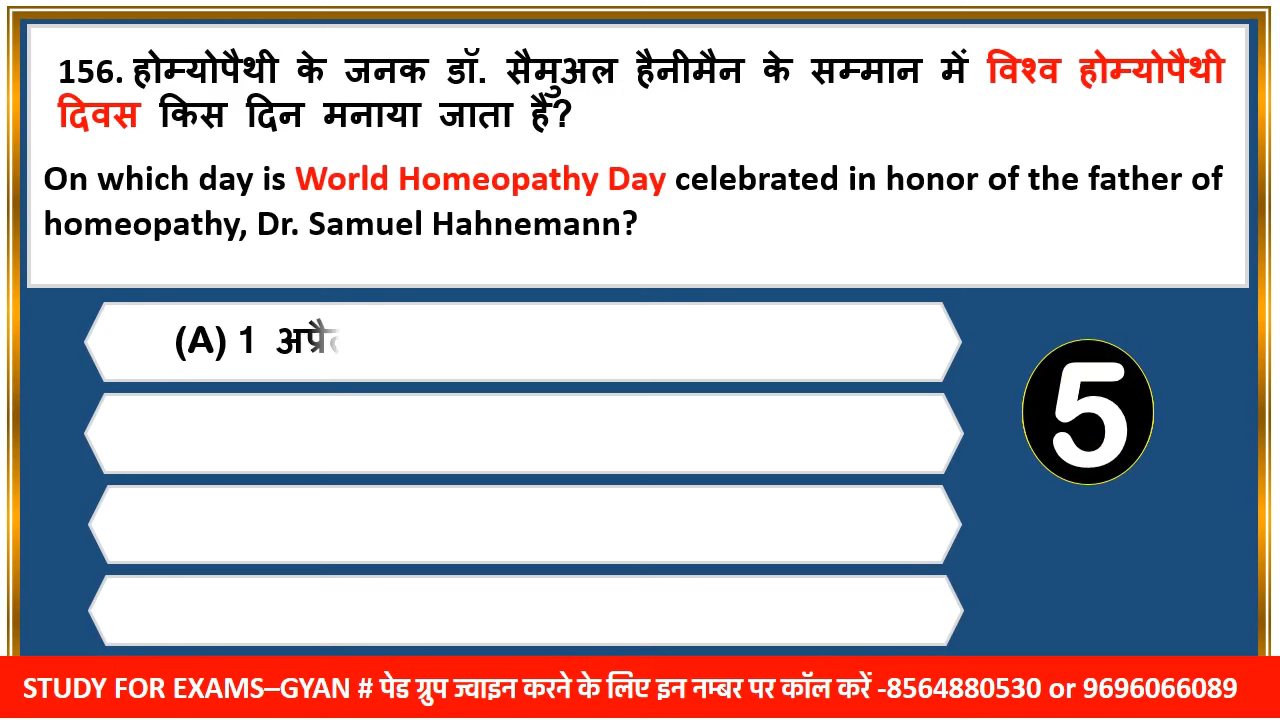 156. होम्योपैथी के जनक डॉ. सैमुअल हैनीमैन के सम्मान में विश्व होम्योपैथी
दिवस किस दिन मनाया जाता हैं?
On which day is World Homeopathy Day celebrated in honor of the father of
homeopathy, Dr. Samuel Hahnemann?
(A) 1
5
STUDY FOR EXAMS–GYAN # पेड ग्रुप ज्वाइन करने के लिए इन नम्बर पर कॉल करें -8564880530 or 9696066089